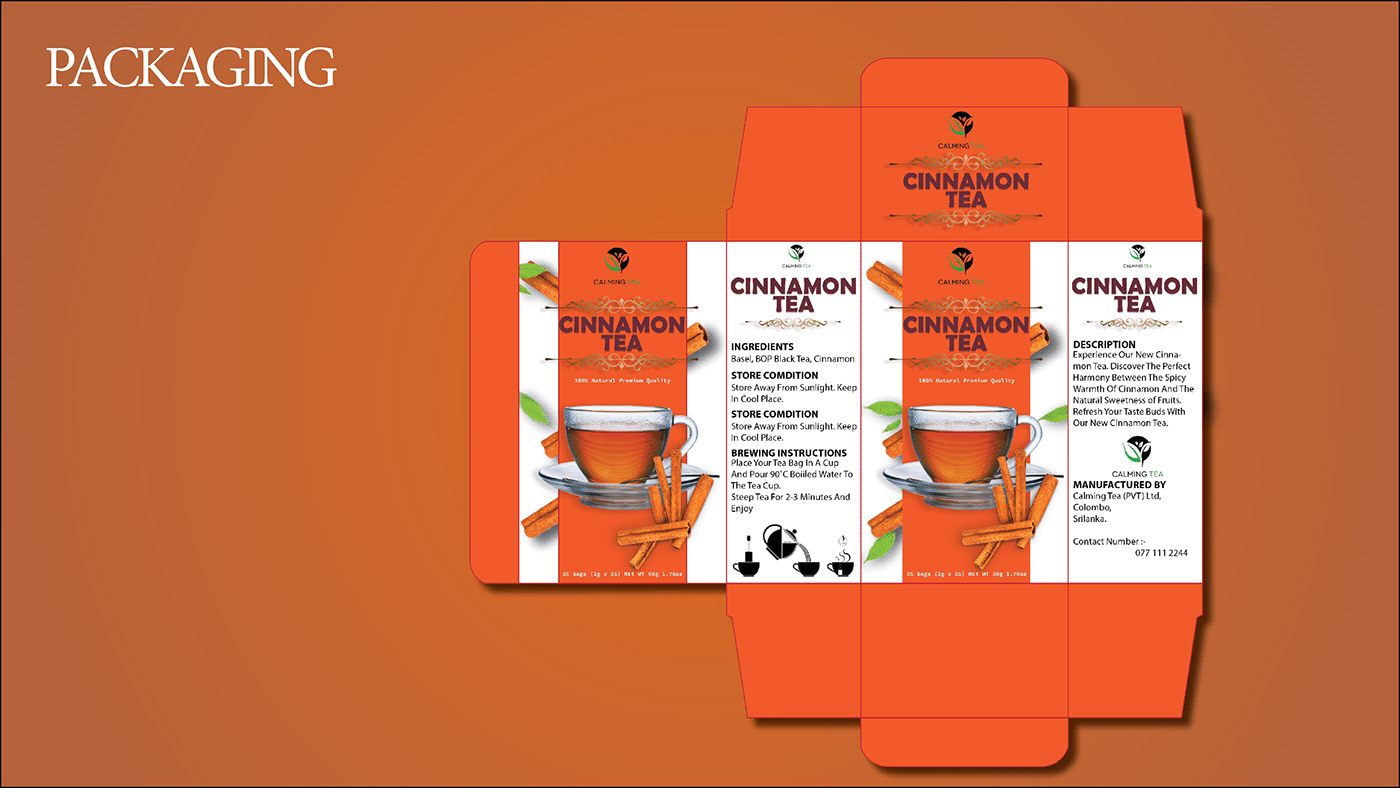 PACKAGING
CALMING TEA
CINNAMON
TEA
CALMING TEA
CINNAMON
TEA
100% Natural Premium Quality
25 bags (2g x 25) NET WT 50g 1.76oz
CALMING TEA
CINNAMON
TEA
INGREDIENTS
Basel, BOP Black Tea, Cinnamon
STORE COMDITION
Store Away From Sunlight. Keep
In Cool Place.
STORE COMDITION
Store Away From Sunlight. Keep
In Cool Place.
BREWING INSTRUCTIONS
Place Your Tea Bag In A Cup
And Pour 90°C Boiiled Water To
The Tea Cup.
Steep Tea For 2-3 Minutes And
Enjoy
CALMING TEA
CINNAMON
TEA
100% Natural Premium Quality
25 bags (2g x 25) NET WT 50g 1.76oz
CALMING TEA
CINNAMON
TEA
DESCRIPTION
Experience Our New Cinna-
mon Tea. Discover The Perfect
Harmony Between The Spicy
Warmth Of Cinnamon And The
Natural Sweetness of Fruits.
Refresh Your Taste Buds With
Our New Cinnamon Tea.
CALMING TEA
MANUFACTURED BY
Calming Tea (PVT) Ltd,
Colombo,
Srilanka.
Contact Number :-
077 111 2244